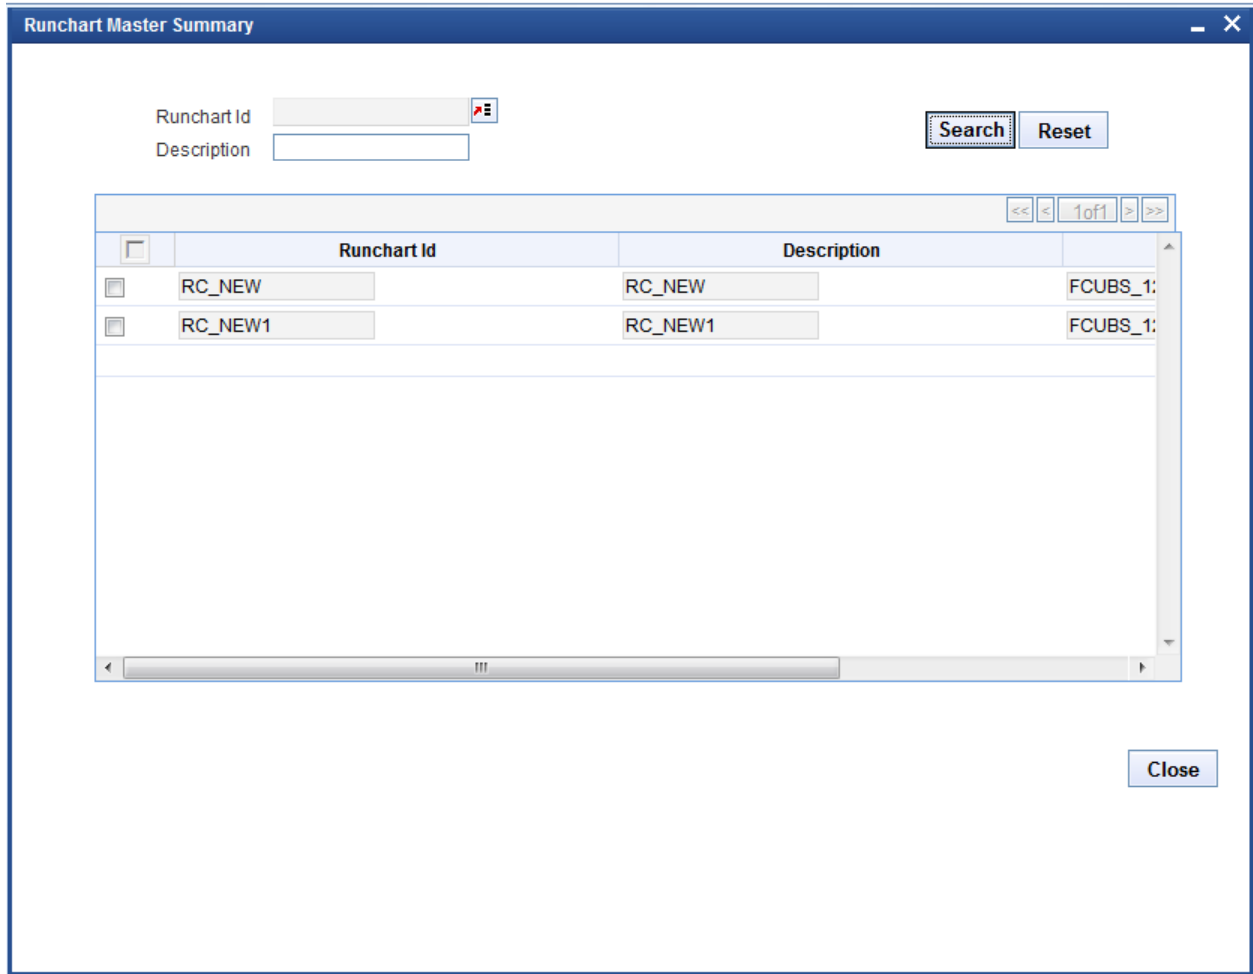 Runchart Master Summary
Runchart Id
Description
Search Reset
<< < 1of1 > >>
Runchart Id Description
RC_NEW RC_NEW
RC_NEW1 RC_NEW1
Close